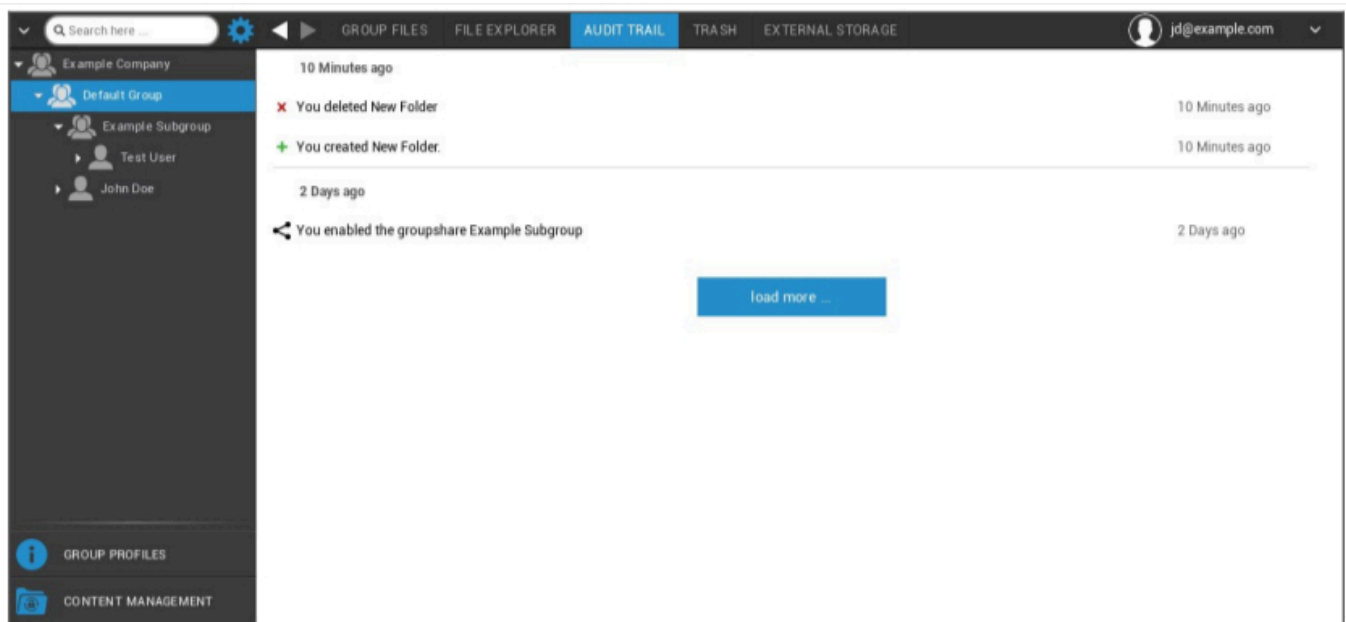 Search here ...
GROUP FILES FILE EXPLORER AUDIT TRAIL TRASH EXTERNAL STORAGE
jd@example.com
Example Company
Default Group
Example Subgroup
Test User
John Doe
10 Minutes ago
You deleted New Folder 10 Minutes ago
You created New Folder. 10 Minutes ago
2 Days ago
You enabled the groupshare Example Subgroup 2 Days ago
load more ...
GROUP PROFILES
CONTENT MANAGEMENT